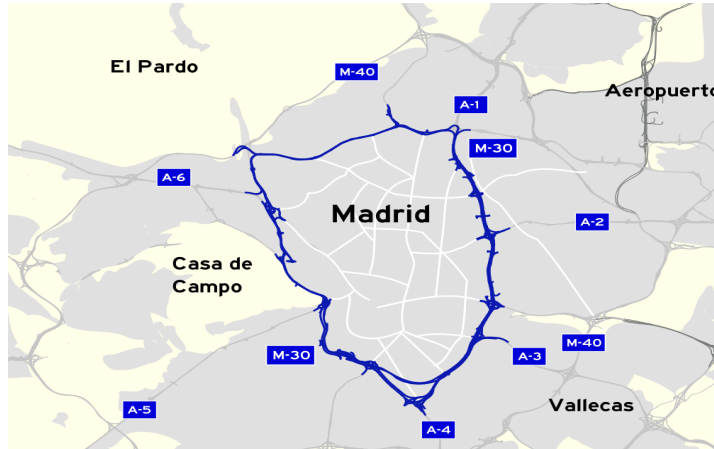 El Pardo
M-40
A-1
Aeropuerto
M-30
A-6
Madrid
A-2
Casa de
Campo
M-30
A-3
M-40
A-5
Vallecas
A-4